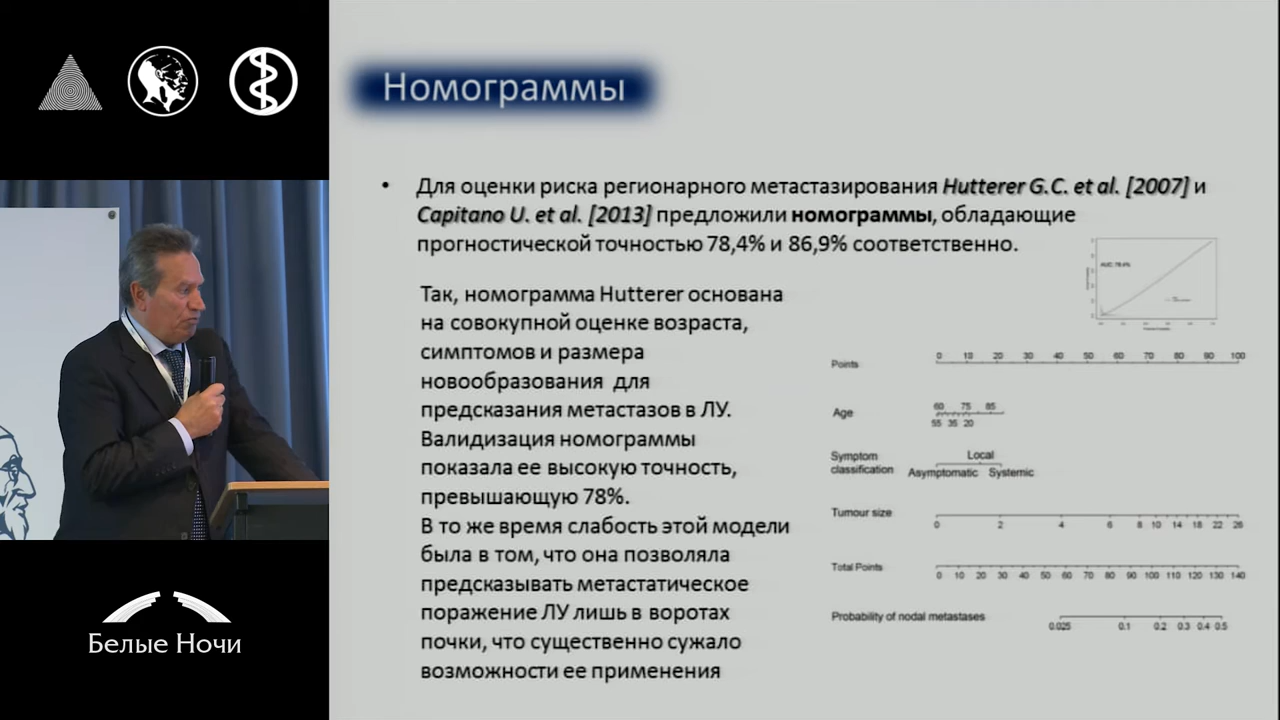 Номограммы
• Для оценки риска регионарного метастазирования Hutterer G.C. et al. [2007] и
Capitano U. et al. [2013] предложили номограммы, обладающие
прогностической точностью 78,4% и 86,9% соответственно.
Так, номограмма Hutterer основана
на совокупной оценке возраста,
симптомов и размера
новообразования для
предсказания метастазов в ЛУ.
Валидизация номограммы
показала ее высокую точность,
превышающую 78%.
В то же время слабость этой модели
была в том, что она позволяла
предсказывать метастатическое
поражение ЛУ лишь в воротах
почки, что существенно сужало
возможности ее применения
AUC: 78.4%
Points
0 10 20 30 40 50 60 70 80 90 100
Age
60 75 85
55 35 20
Symptom
classification
Local
Asymptomatic Systemic
Tumour size
0 2 4 6 8 10 14 18 22 26
Total Points
0 10 20 30 40 50 60 70 80 90 100 110 120 130 140
Probability of nodal metastases
0.025 0.1 0.2 0.3 0.4 0.5
Белые Ночи